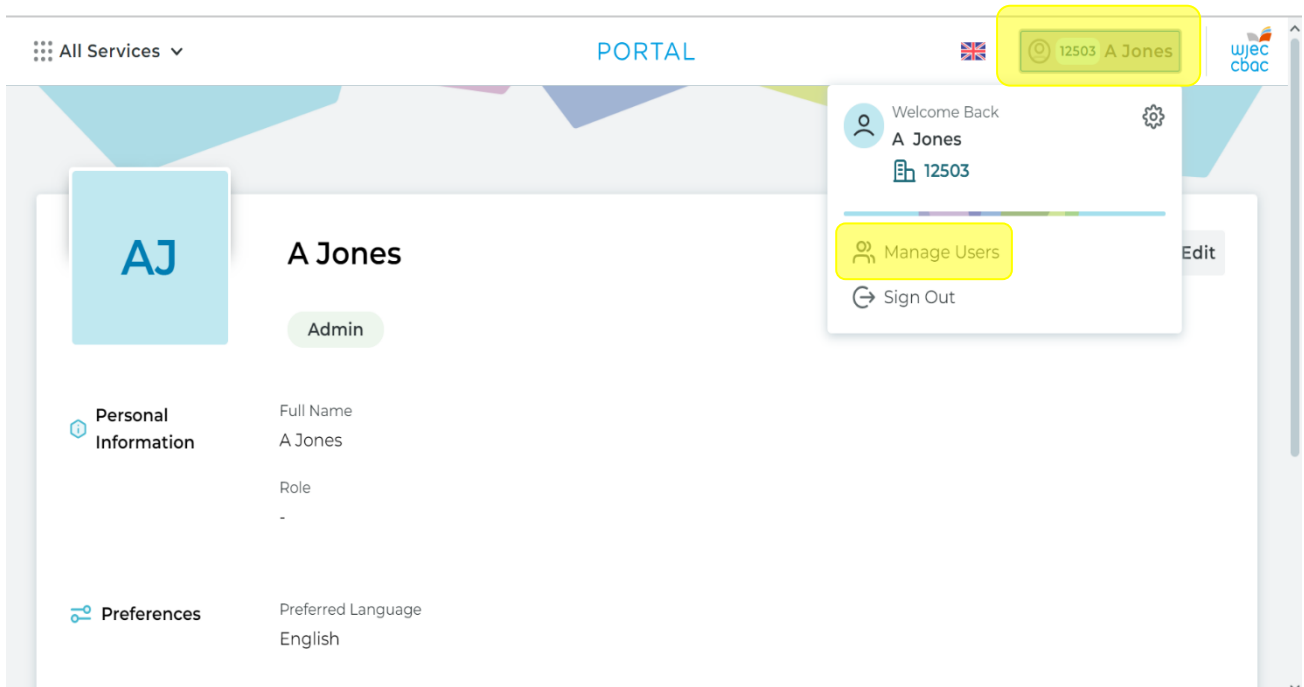 All Services
PORTAL
12503 A Jones
wjec
cbac
Welcome Back
A Jones
12503
Manage Users
Sign Out
AJ
A Jones
Edit
Admin
Personal
Information
Full Name
A Jones
Role
-
Preferences
Preferred Language
English